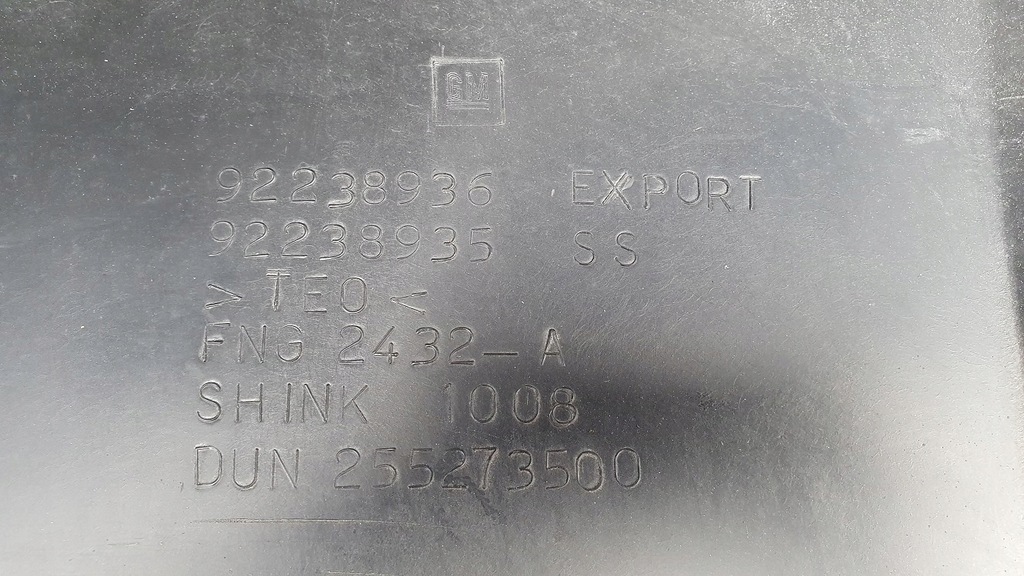 GM
92238936 EXPORT
92238935 SS
> TEO <
FNG 2432-A
SHINK 1008
DUN 255273500